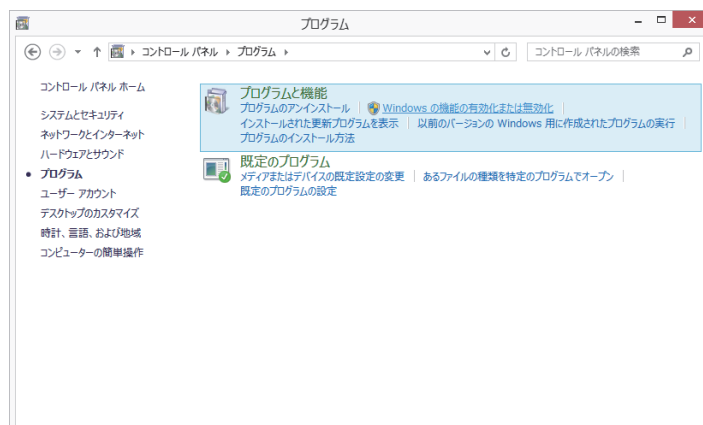 プログラム
コントロール パネル プログラム
コントロール パネルの検索
コントロール パネル ホーム
システムとセキュリティ
ネットワークとインターネット
ハードウェアとサウンド
プログラム
ユーザー アカウント
デスクトップのカスタマイズ
時計、言語、および地域
コンピューターの簡単操作
プログラムと機能
プログラムのアンインストール Windows の機能の有効化または無効化
インストールされた更新プログラムを表示 以前のバージョンの Windows 用に作成されたプログラムの実行
プログラムのインストール方法
既定のプログラム
メディアまたはデバイスの既定設定の変更 あるファイルの種類を特定のプログラムでオープン
既定のプログラムの設定